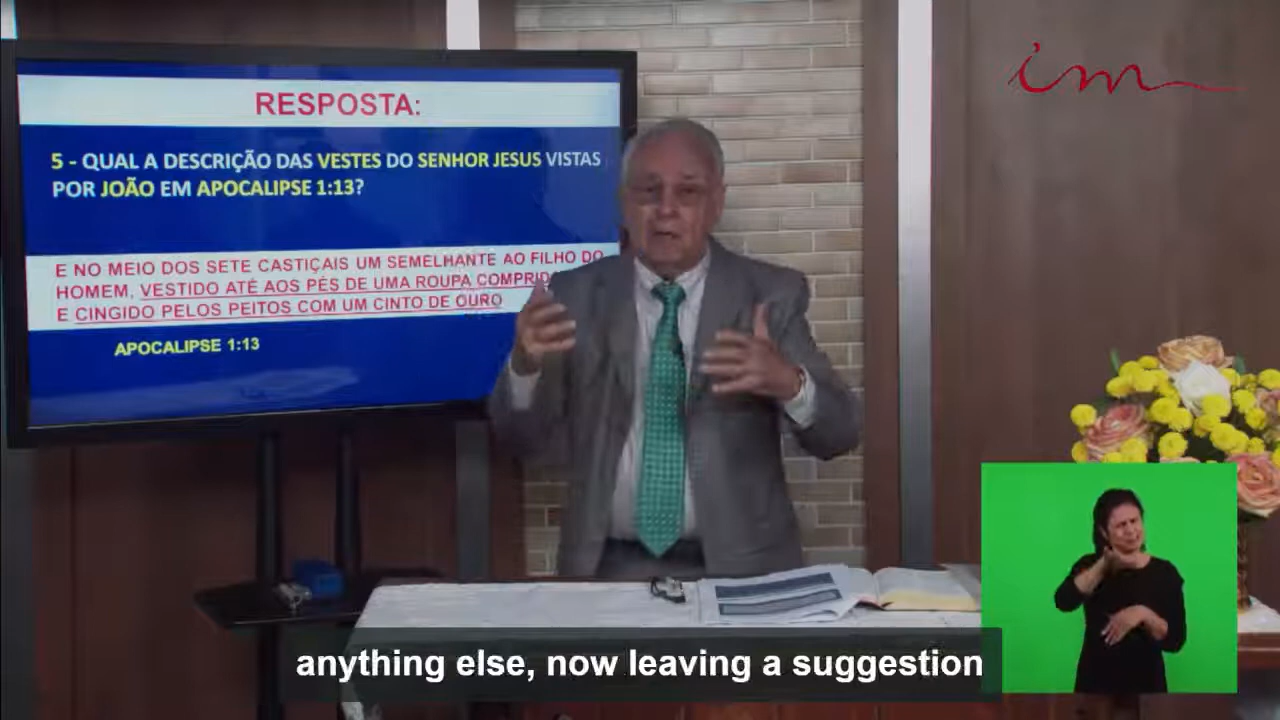 im
RESPOSTA:
5 - QUAL A DESCRIÇÃO DAS VESTES DO SENHOR JESUS VISTAS
POR JOÃO EM APOCALIPSE 1:13?
E NO MEIO DOS SETE CASTIÇAIS UM SEMELHANTE AO FILHO DO
HOMEM, VESTIDO ATÉ AOS PÉS DE UMA ROUPA COMPRIDA
E CINGIDO PELOS PEITOS COM UM CINTO DE OURO
APOCALIPSE 1:13
anything else, now leaving a suggestion